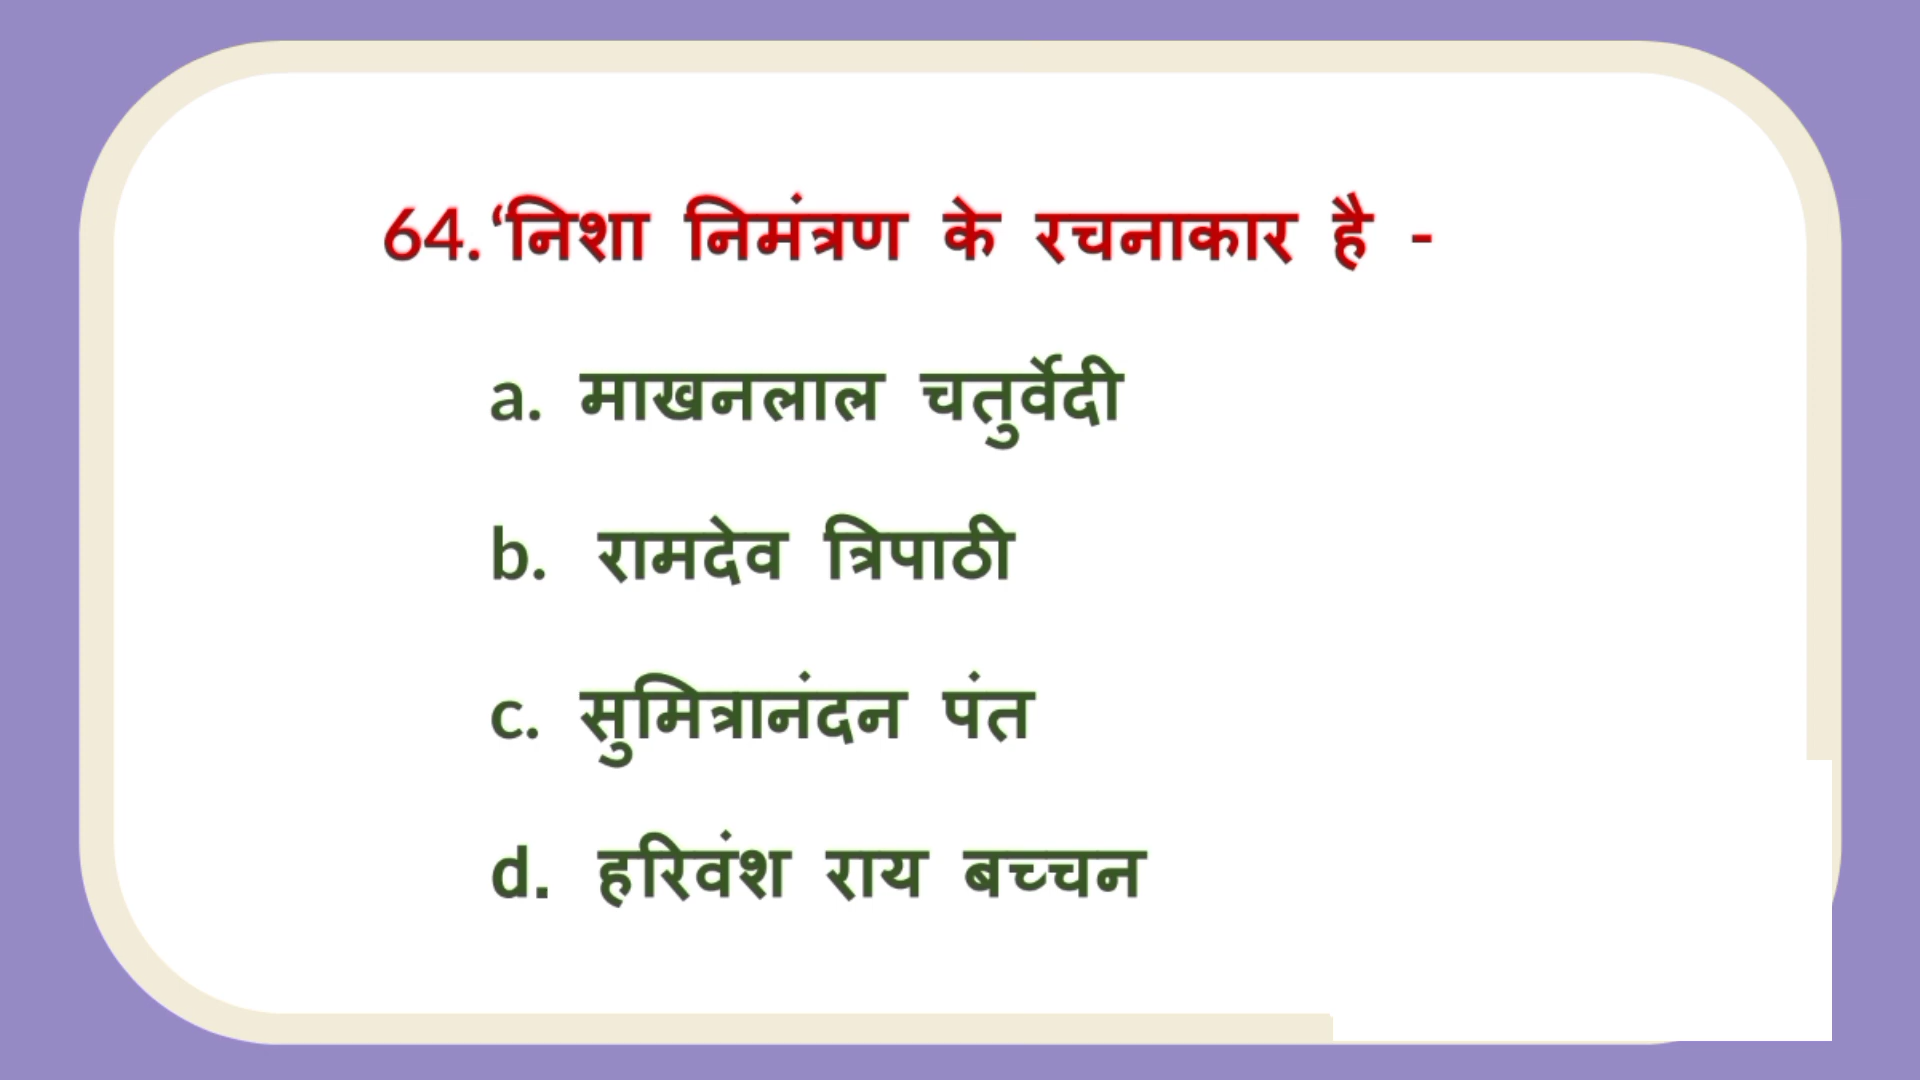 64.‘निशा निमंत्रण के रचनाकार है -
a. माखनलाल चतुर्वेदी
b. रामदेव त्रिपाठी
c. सुमित्रानंदन पंत
d. हरिवंश राय बच्चन